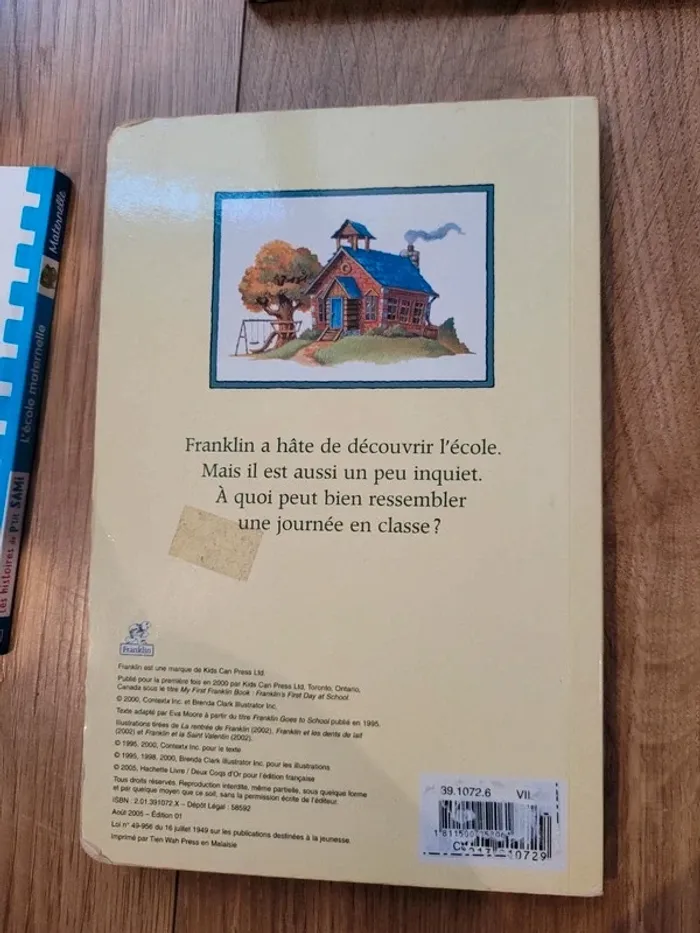 Maternelle
L'école maternelle
Les histoires de P'tit SAMi
Franklin a hâte de découvrir l'école.
Mais il est aussi un peu inquiet.
À quoi peut bien ressembler
une journée en classe ?
Franklin
Franklin est une marque de Kids Can Press Ltd.
Publié pour la première fois en 2000 par Kids Can Press Ltd, Toronto, Ontario,
Canada sous le titre My First Franklin Book : Franklin's First Day at School.
© 2000, Contextx Inc. et Brenda Clark Illustrator Inc.
Texte adapté par Eva Moore à partir du titre Franklin Goes to School publié en 1995.
Illustrations tirées de La rentrée de Franklin (2002), Franklin et les dents de lait
(2002) et Franklin et la Saint Valentin (2002).
© 1995, 2000, Contextx Inc. pour le texte
© 1995, 1998, 2000, Brenda Clark Illustrator Inc. pour les illustrations
© 2005, Hachette Livre / Deux Coqs d'Or pour l'édition française
Tous droits réservés. Reproduction interdite, même partielle, sous quelque forme
et par quelque moyen que ce soit, sans la permission écrite de l'éditeur.
ISBN : 2.01.391072.X – Dépôt Légal : 58592
Août 2005 – Édition 01
Loi n° 49-956 du 16 juillet 1949 sur les publications destinées à la jeunesse.
Imprimé par Tien Wah Press en Malaisie
39.1072.6 VII